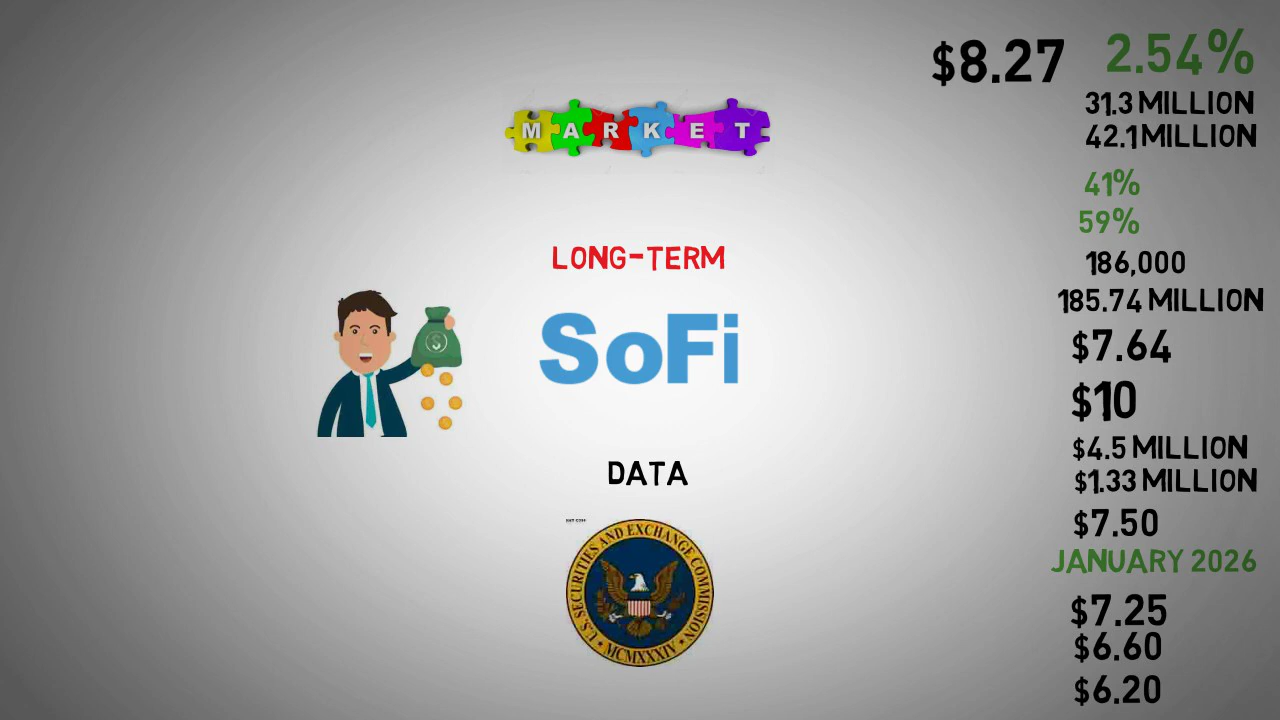 $8.27 2.54%
31.3 MILLION
42.1 MILLION
MARKET
41%
59%
LONG-TERM
186,000
185.74 MILLION
SoFi
$7.64
$10
$4.5 MILLION
DATA
$1.33 MILLION
$7.50
JANUARY 2026
U.S. SECURITIES AND EXCHANGE COMMISSION
MCMXXXIV
$7.25
$6.60
$6.20